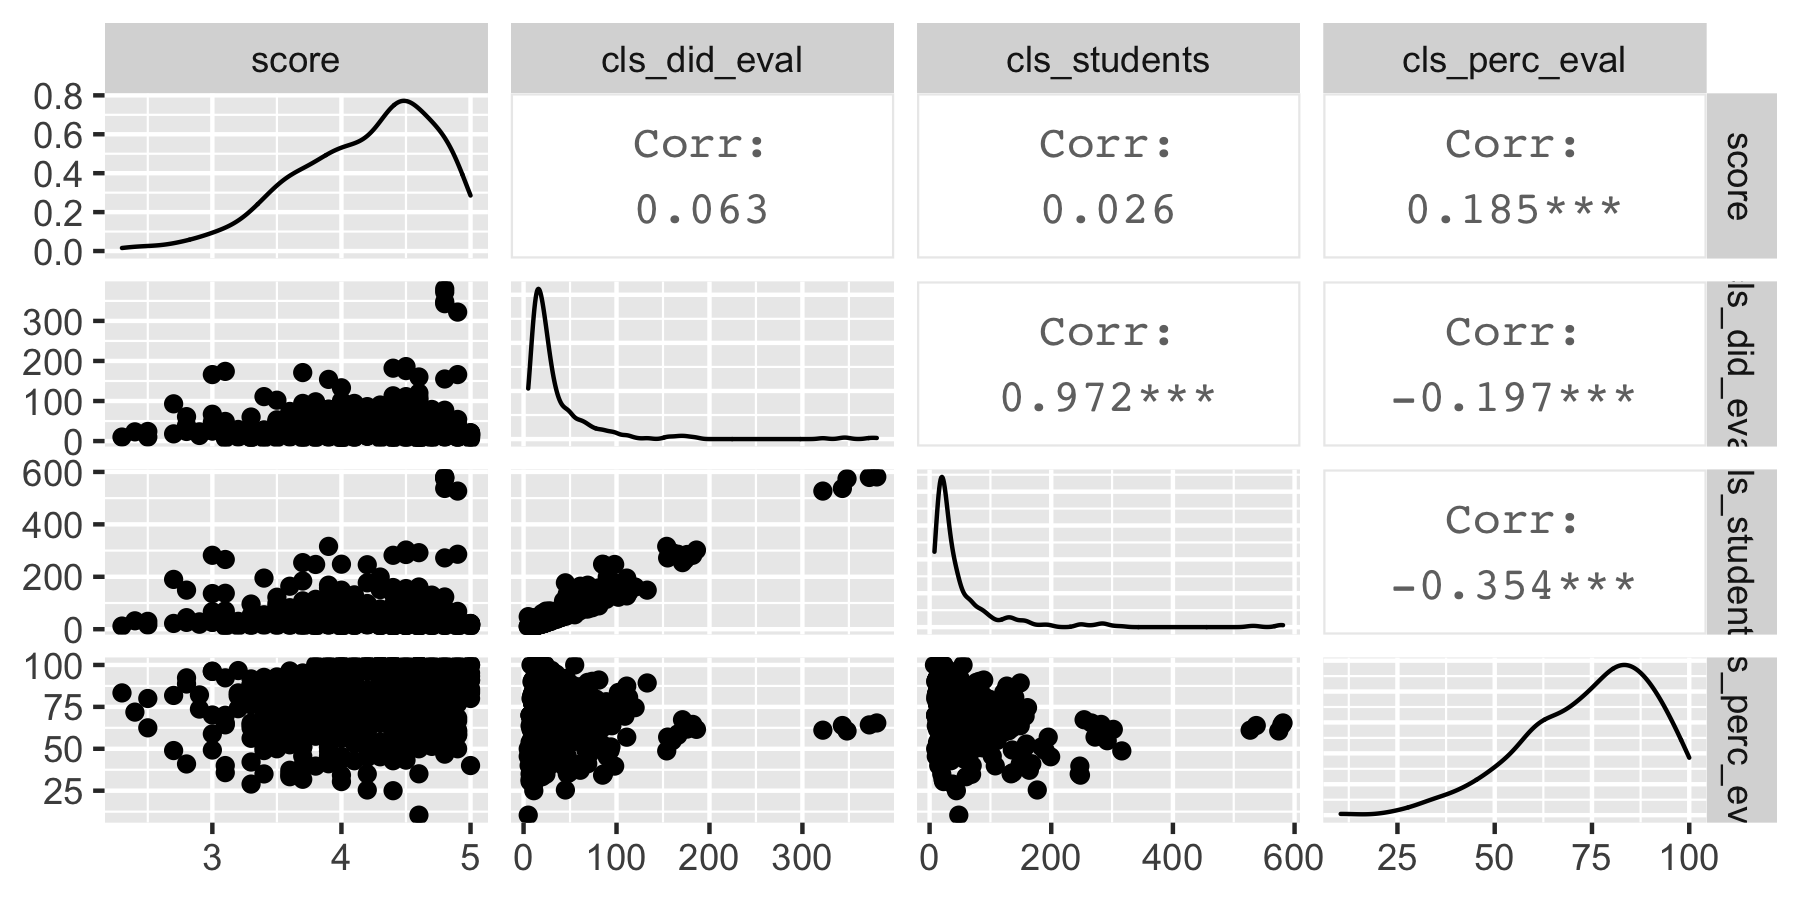 score cls_did_eval cls_students cls_perc_eval
0.8
0.6
0.4
0.2
0.0
Corr:
0.063
Corr:
0.026
Corr:
0.185***
score
300
200
100
0
Corr:
0.972***
Corr:
-0.197***
ls_did_eva
600
400
200
0
Corr:
-0.354***
ls_student
100
75
50
25
s_perc_ev
3 4 5 0 100 200 300 0 200 400 600 25 50 75 100